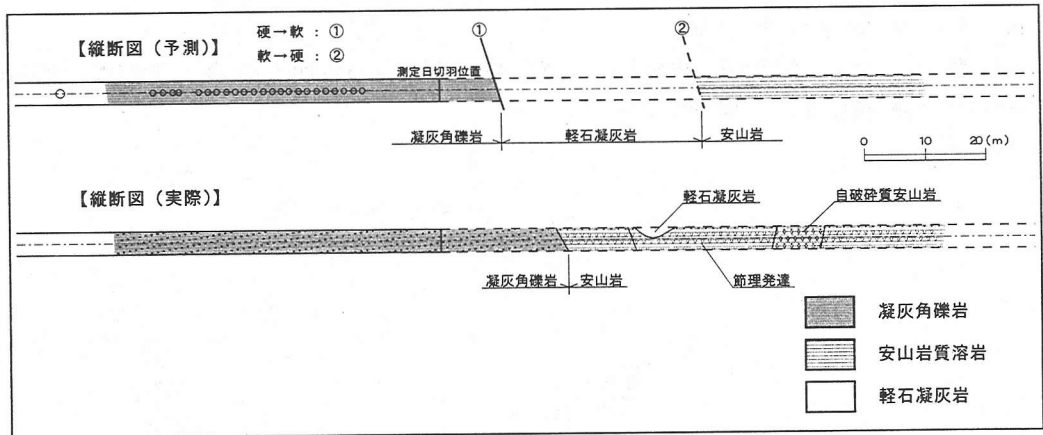 【縦断図（予測）】
硬→軟 : ①
軟→硬 : ②
①
②
測定日切羽位置
凝灰角礫岩
軽石凝灰岩
安山岩
0 10 20 (m)
【縦断図（実際）】
軽石凝灰岩
自破砕質安山岩
凝灰角礫岩
安山岩
節理発達
凝灰角礫岩
安山岩質溶岩
軽石凝灰岩